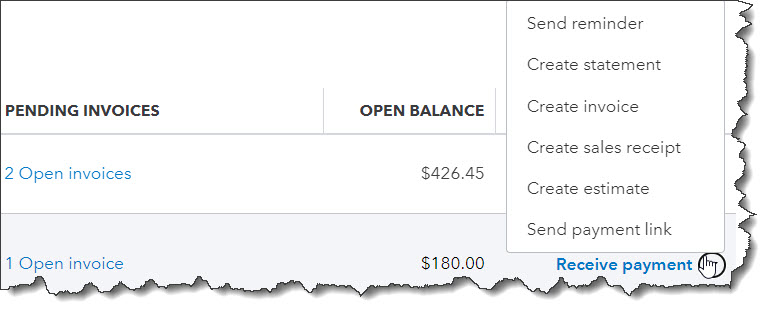 Send reminder
Create statement
Create invoice
PENDING INVOICES OPEN BALANCE
Create sales receipt
2 Open invoices $426.45
Create estimate
Send payment link
1 Open invoice $180.00 Receive payment